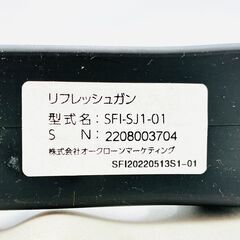 リフレッシュガン
型式名：SFI-SJ1-01
S N：2208003704
株式会社オークローンマーケティング
SFI20220513S1-01